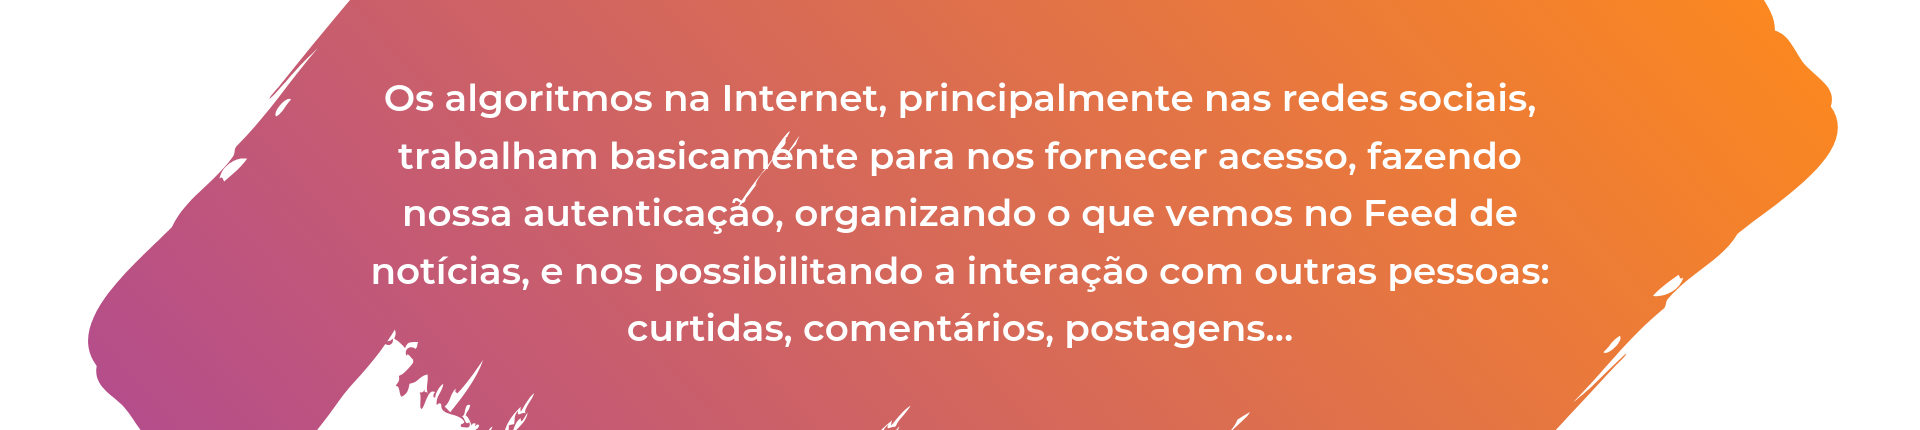 Os algoritmos na Internet, principalmente nas redes sociais,
trabalham basicamente para nos fornecer acesso, fazendo
nossa autenticação, organizando o que vemos no Feed de
notícias, e nos possibilitando a interação com outras pessoas:
curtidas, comentários, postagens...